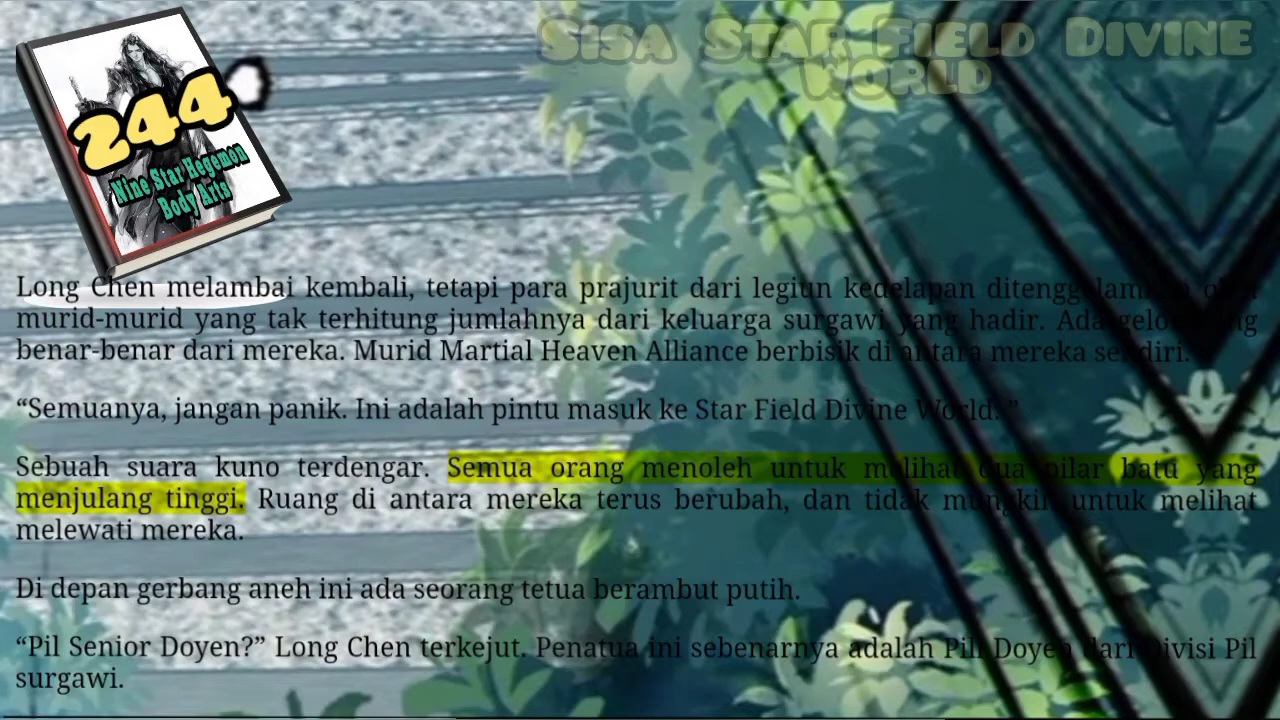 Sisa Star Field Divine
World
244
Nine Star Hegemon
Body Arts
Long Chen melambai kembali, tetapi para prajurit dari legiun kedelapan ditenggelamkan oleh
murid-murid yang tak terhitung jumlahnya dari keluarga surgawi yang hadir. Ada gelombang
benar-benar dari mereka. Murid Martial Heaven Alliance berbisik di antara mereka sendiri.
“Semuanya, jangan panik. Ini adalah pintu masuk ke Star Field Divine World.”
Sebuah suara kuno terdengar. Semua orang menoleh untuk melihat dua pilar batu yang
menjulang tinggi. Ruang di antara mereka terus berubah, dan tidak mungkin untuk melihat
melewati mereka.
Di depan gerbang aneh ini ada seorang tetua berambut putih.
“Pil Senior Doyen?” Long Chen terkejut. Penatua ini sebenarnya adalah Pill Doyen dari Divisi Pil
surgawi.